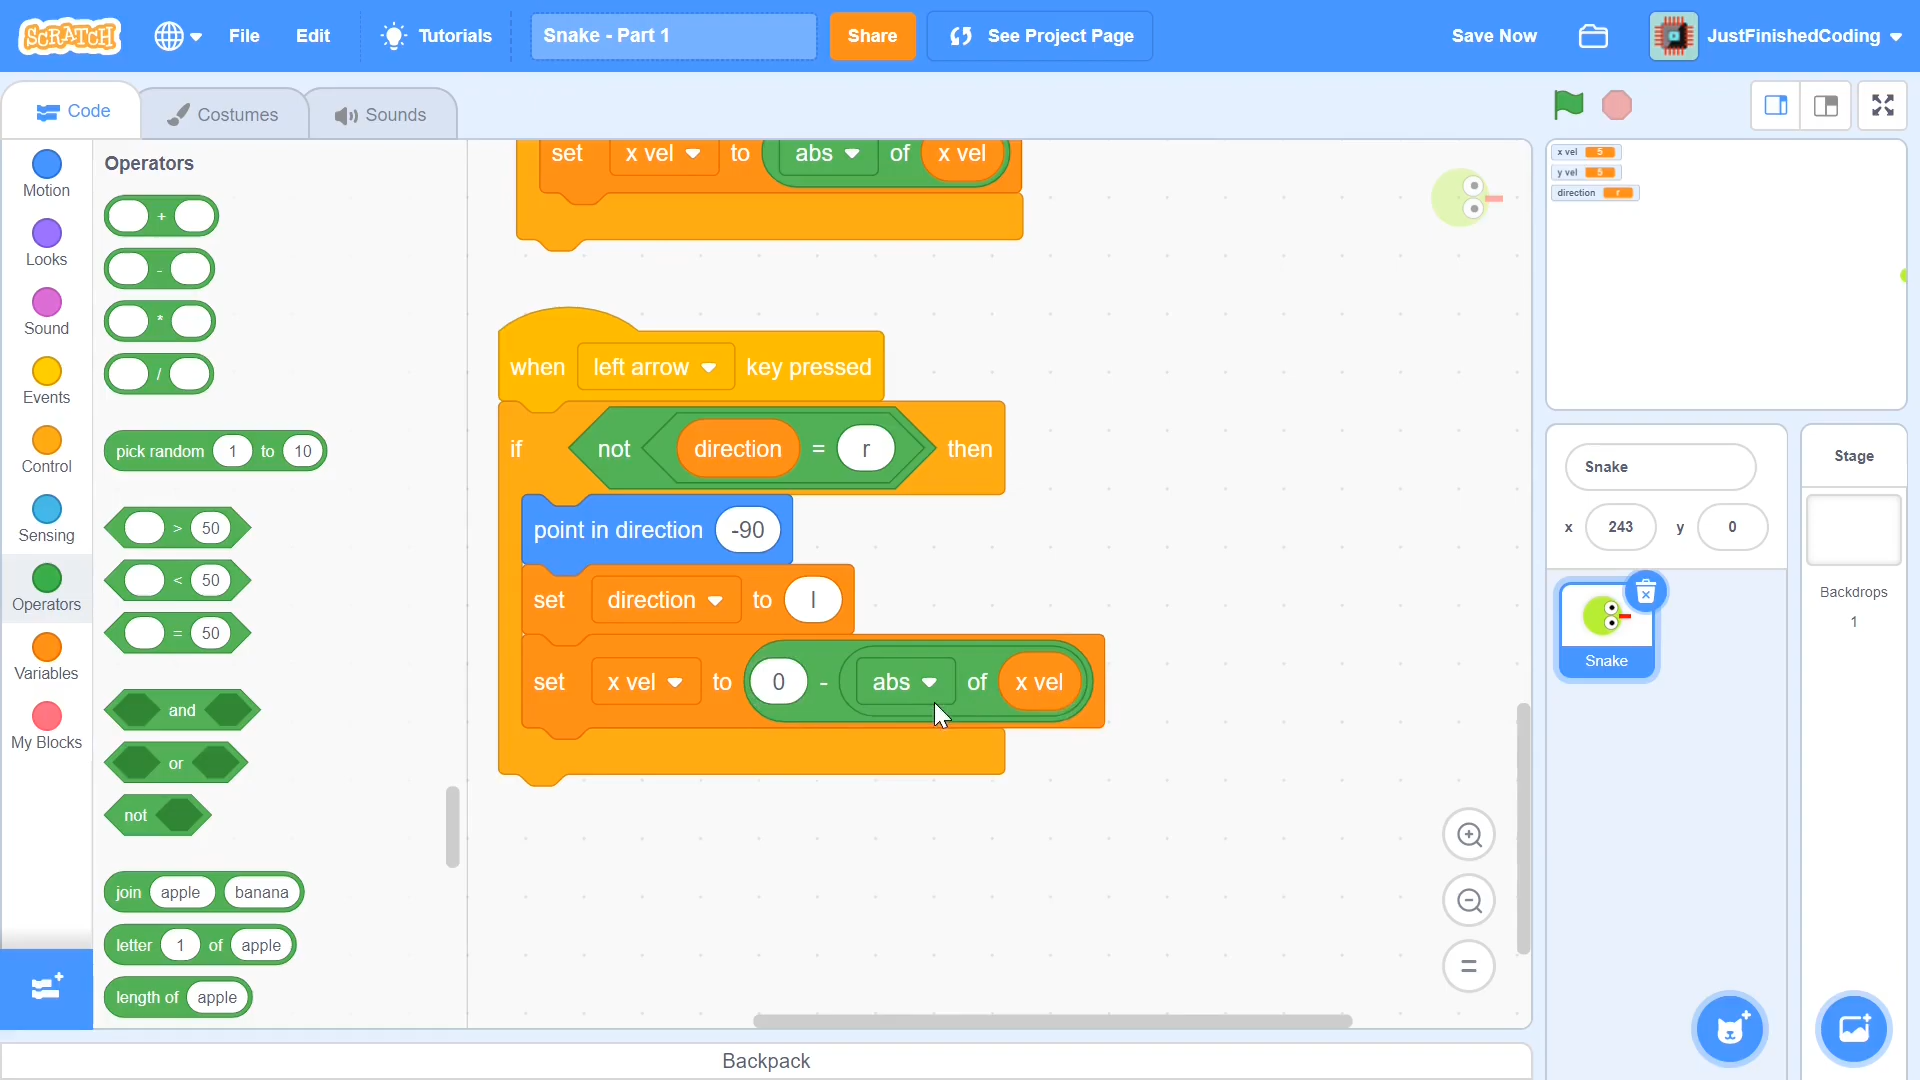 SCRATCH File Edit Tutorials Snake - Part 1 Share See Project Page Save Now JustFinishedCoding
Code Costumes Sounds
Motion
Looks
Sound
Events
Control
Sensing
Operators
Variables
My Blocks
Operators
+
-
*
/
pick random 1 to 10
> 50
< 50
= 50
and
or
not
join apple banana
letter 1 of apple
length of apple
set x vel to abs of x vel
when left arrow key pressed
if not direction = r then
point in direction -90
set direction to l
set x vel to 0 - abs of x vel
x vel 5
y vel 5
direction r
Snake
x 243 y 0
Snake
Stage
Backdrops
1
Backpack